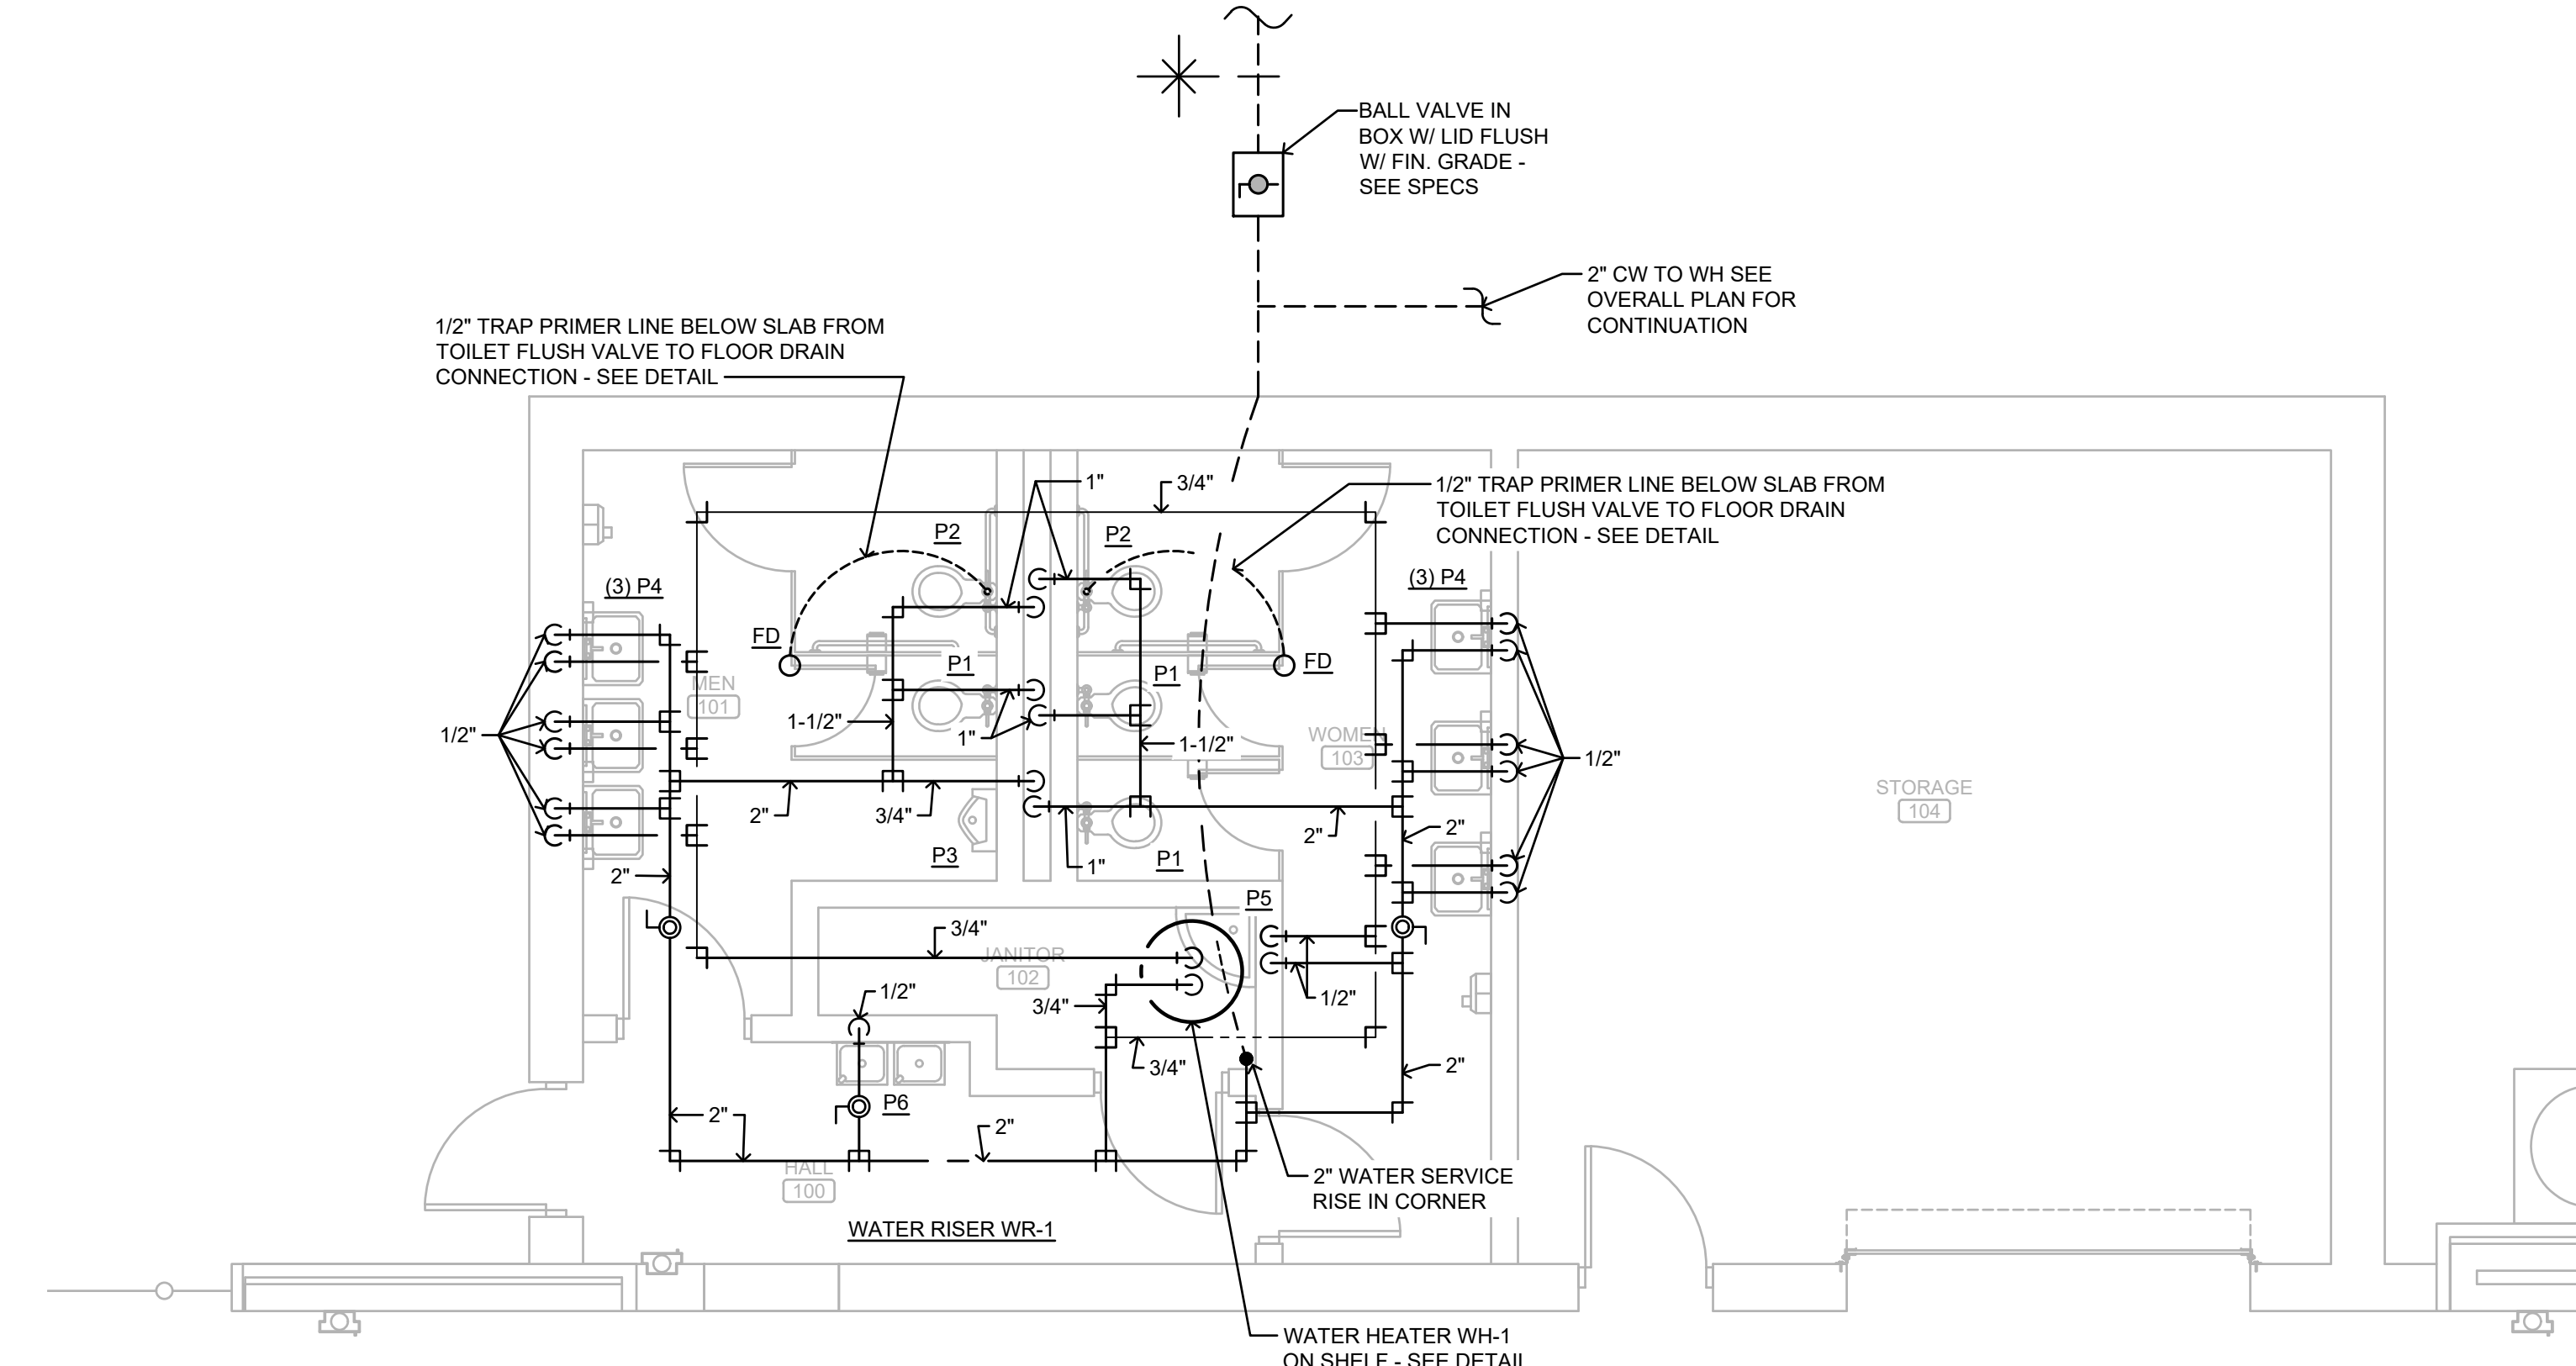 BALL VALVE IN
BOX W/ LID FLUSH
W/ FIN. GRADE -
SEE SPECS
2" CW TO WH SEE
OVERALL PLAN FOR
CONTINUATION
1/2" TRAP PRIMER LINE BELOW SLAB FROM
TOILET FLUSH VALVE TO FLOOR DRAIN
CONNECTION - SEE DETAIL
1"
3/4"
1/2" TRAP PRIMER LINE BELOW SLAB FROM
TOILET FLUSH VALVE TO FLOOR DRAIN
CONNECTION - SEE DETAIL
P2
P2
(3) P4
(3) P4
FD
P1
P1
FD
MEN
101
1-1/2"
1"
1-1/2"
WOMEN
103
1/2"
1/2"
STORAGE
104
2"
3/4"
2"
2"
P3
1"
P1
2"
P5
3/4"
JANITOR
102
1/2"
3/4"
1/2"
3/4"
2"
P6
2"
2"
HALL
100
2" WATER SERVICE
RISE IN CORNER
WATER RISER WR-1
WATER HEATER WH-1
ON SHELF - SEE DETAIL